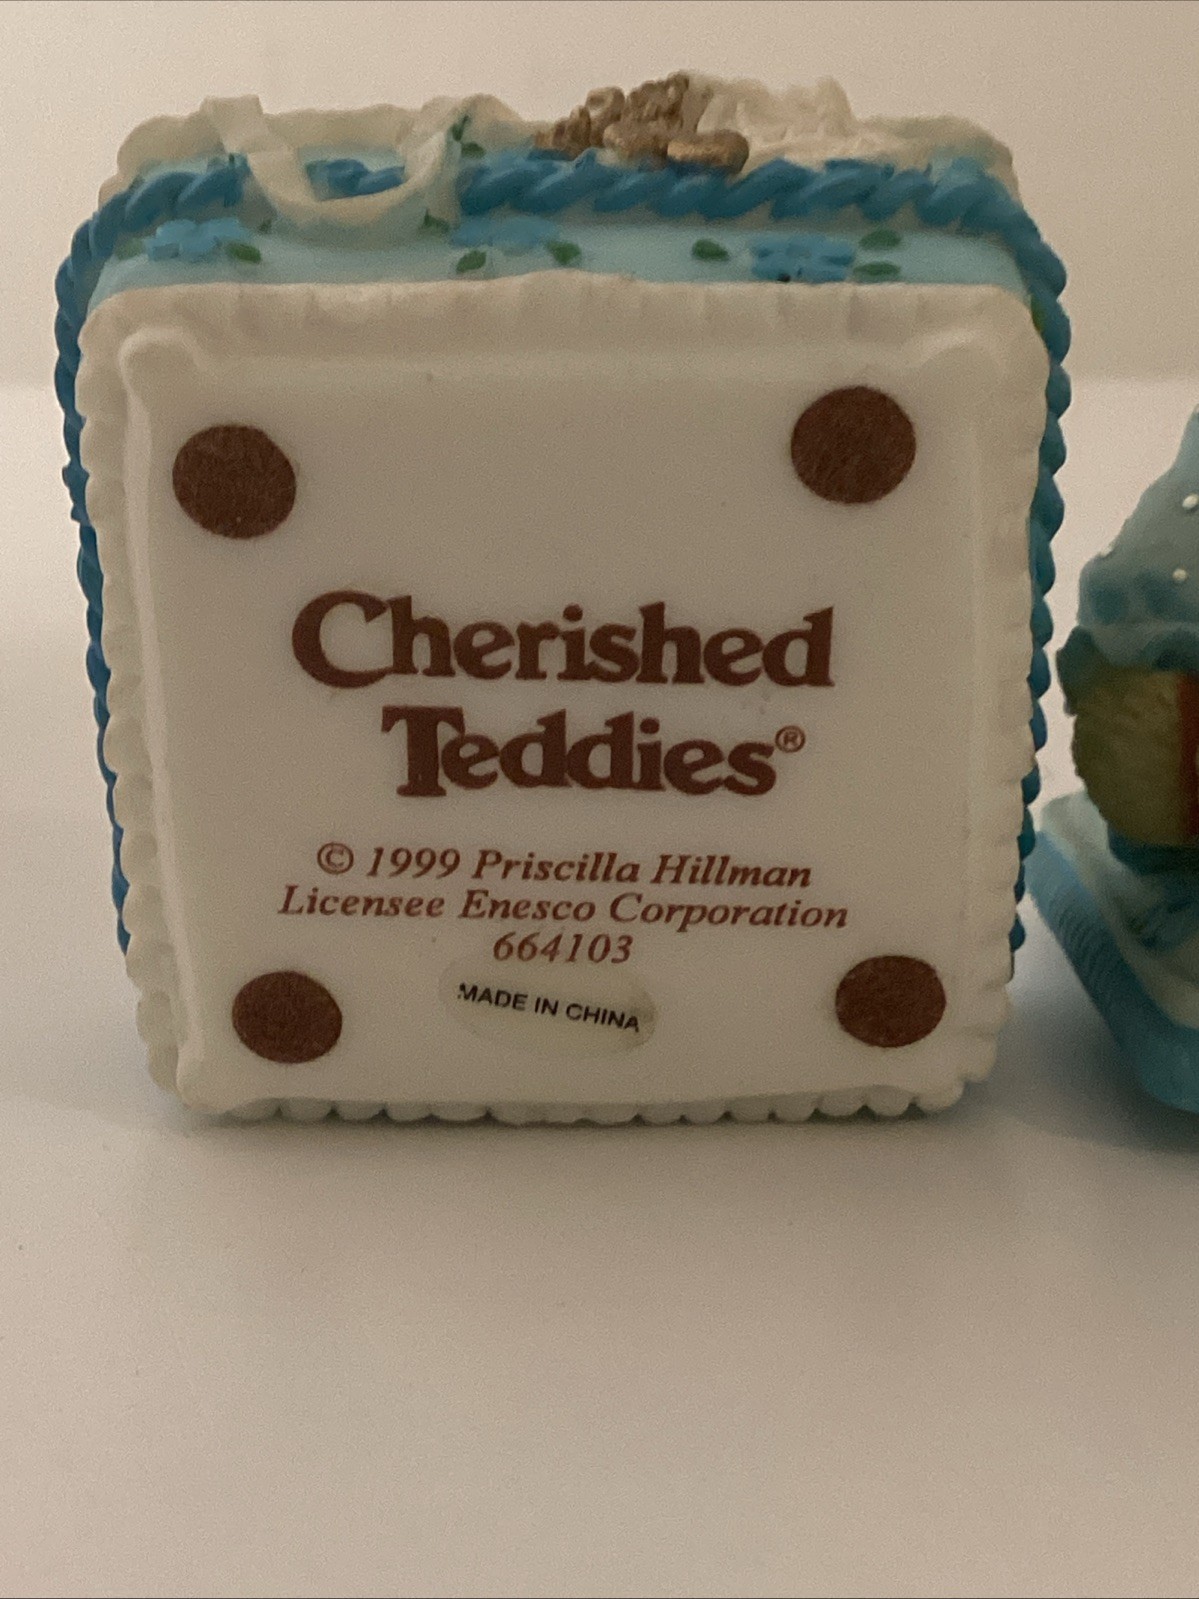 Cherished
Teddies®
© 1999 Priscilla Hillman
Licensee Enesco Corporation
664103
MADE IN CHINA